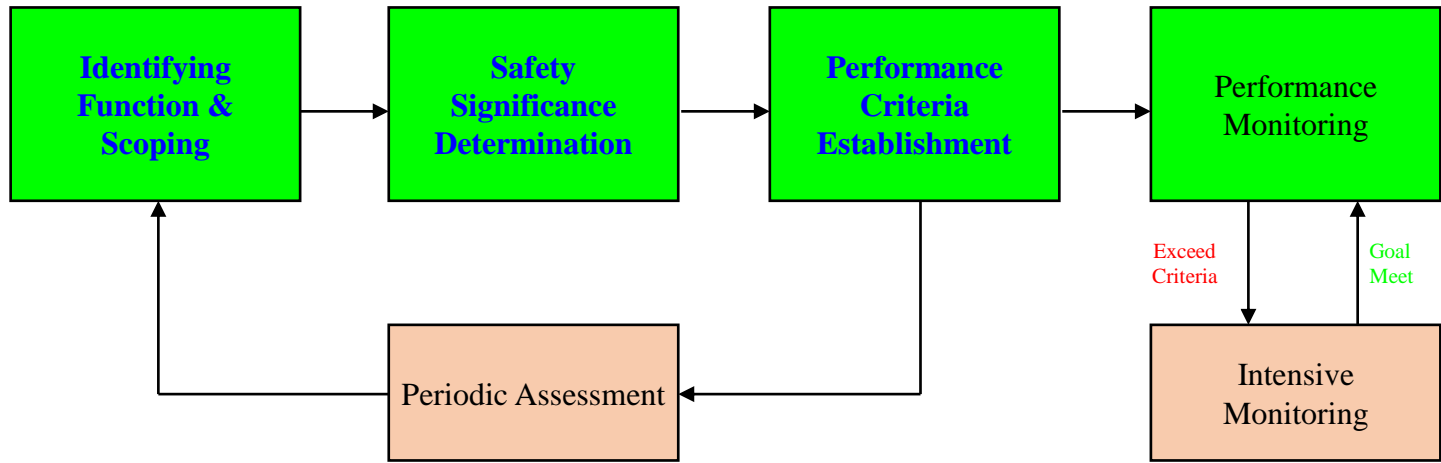 Identifying
Function &
Scoping
Safety
Significance
Determination
Performance
Criteria
Establishment
Performance
Monitoring
Exceed
Criteria
Goal
Meet
Periodic Assessment
Intensive
Monitoring